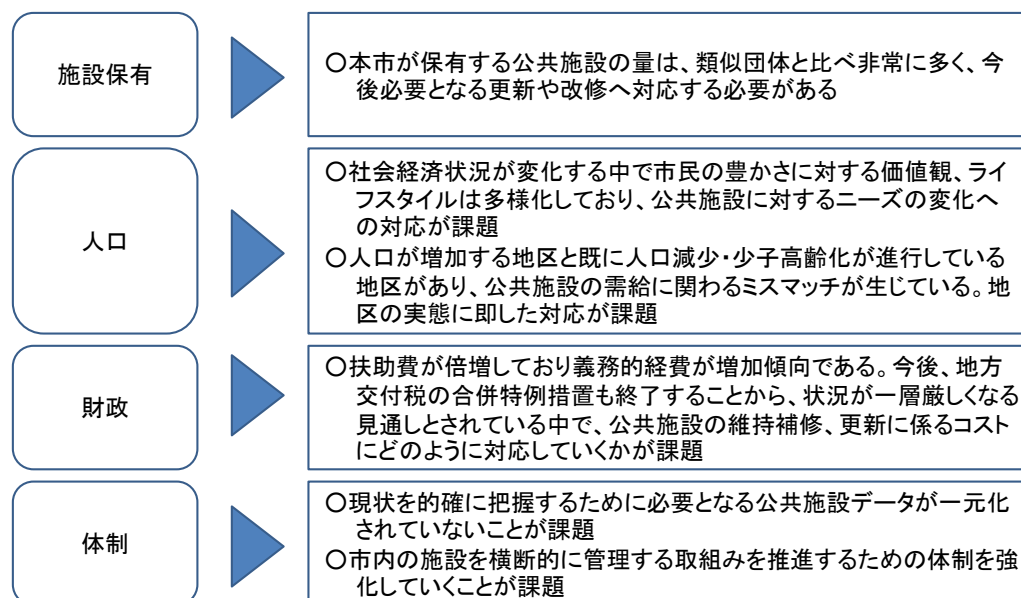 施設保有
〇本市が保有する公共施設の量は、類似団体と比べ非常に多く、今
後必要となる更新や改修へ対応する必要がある
人口
〇社会経済状況が変化する中で市民の豊かさに対する価値観、ライ
フスタイルは多様化しており、公共施設に対するニーズの変化へ
の対応が課題
〇人口が増加する地区と既に人口減少・少子高齢化が進行している
地区があり、公共施設の需給に関わるミスマッチが生じている。地
区の実態に即した対応が課題
財政
〇扶助費が倍増しており義務的経費が増加傾向である。今後、地方
交付税の合併特例措置も終了することから、状況が一層厳しくなる
見通しとされている中で、公共施設の維持補修、更新に係るコスト
にどのように対応していくかが課題
体制
〇現状を的確に把握するために必要となる公共施設データが一元化
されていないことが課題
〇市内の施設を横断的に管理する取組みを推進するための体制を強
化していくことが課題